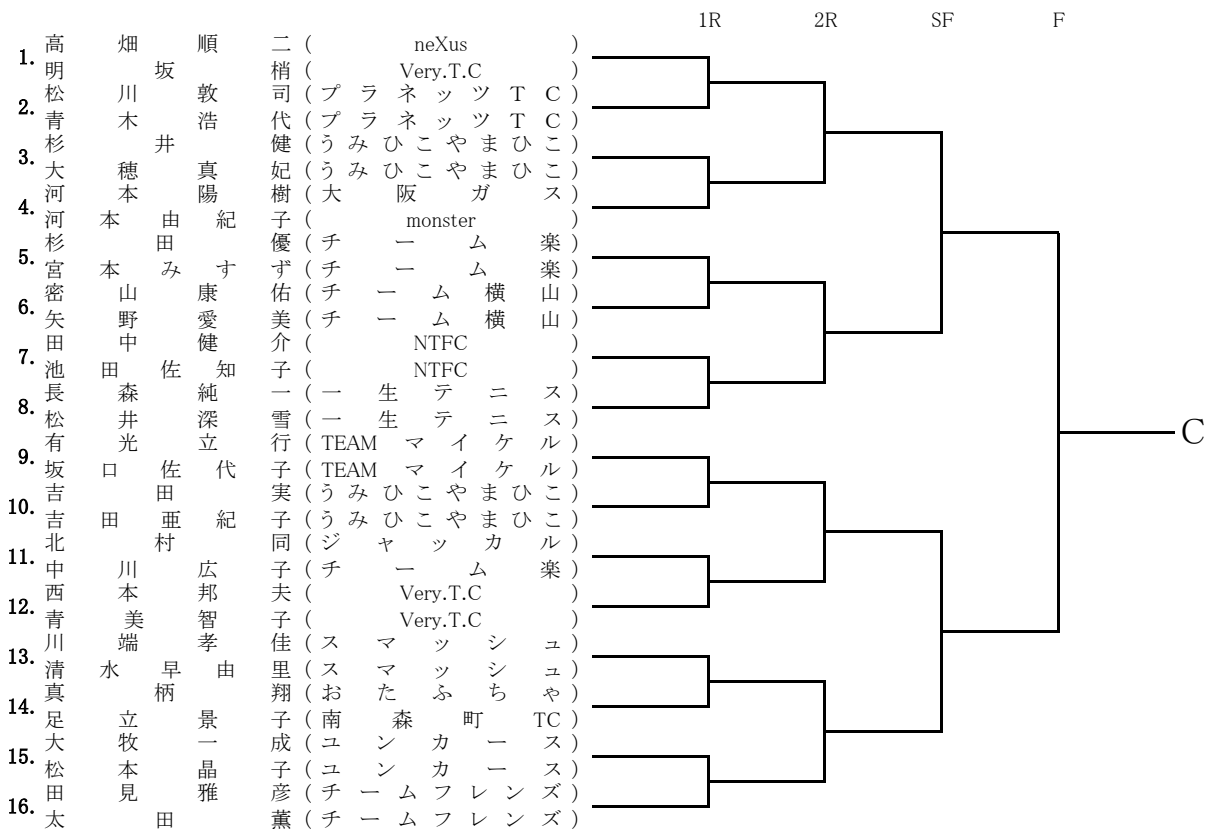 1R 2R SF F
高畑順二(neXus)
1.
明坂梢(Very.T.C)
松川敦司(プラネッツTC)
2.
青木浩代(プラネッツTC)
杉井健(うみひこやまひこ)
3.
大穂真妃(うみひこやまひこ)
河本陽樹(大阪ガス)
4.
河本由紀子(monster)
杉田優(チーム楽)
5.
宮本みすず(チーム楽)
密山康佑(チーム横山)
6.
矢野愛美(チーム横山)
田中健介(NTFC)
7.
池田佐知子(NTFC)
長森純一(一生テニス)
8.
松井深雪(一生テニス)
有光立行(TEAMマイケル)
C
9.
坂口佐代子(TEAMマイケル)
吉田実(うみひこやまひこ)
10.
吉田亜紀子(うみひこやまひこ)
北村同(ジャッカル)
11.
中川広子(チーム楽)
西本邦夫(Very.T.C)
12.
青美智子(Very.T.C)
川端孝佳(スマッシュ)
13.
清水早由里(スマッシュ)
真柄翔(おたふちゃ)
14.
足立景子(南森町TC)
大牧一成(ユンカース)
15.
松本晶子(ユンカース)
田見雅彦(チームフレンズ)
16.
太田薫(チームフレンズ)